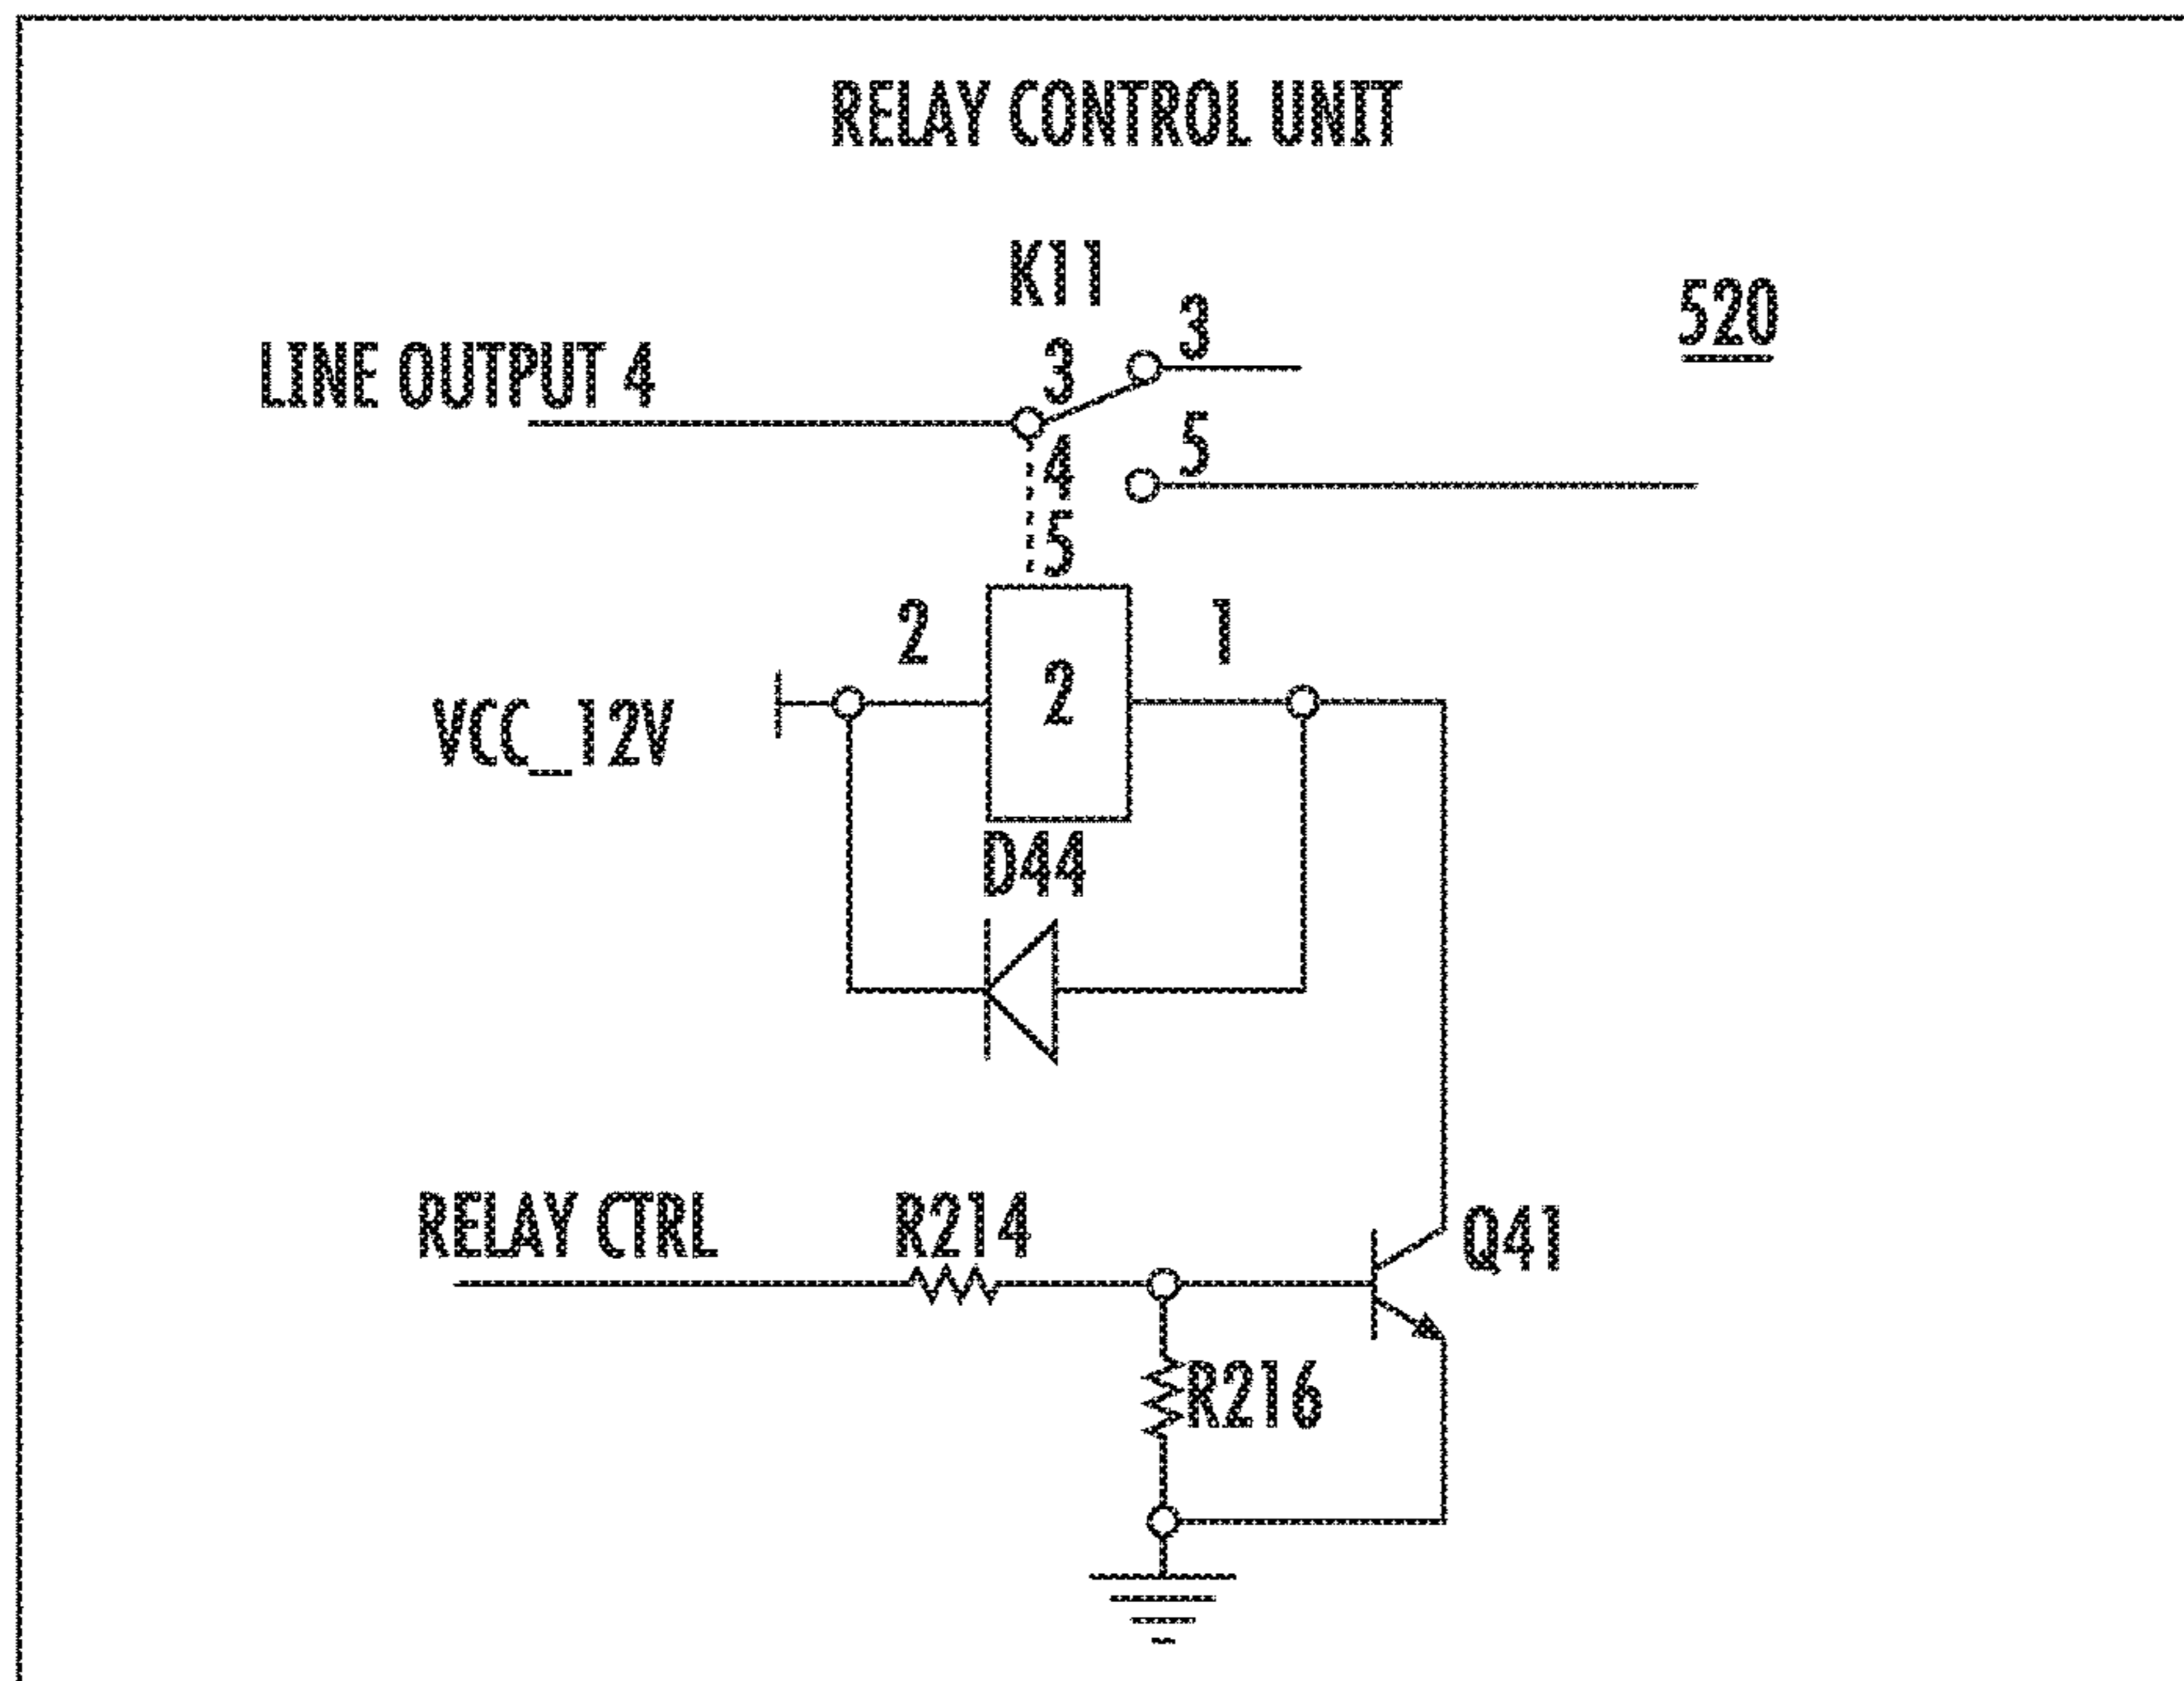 RELAY CONTROL UNIT
K11
3
520
LINE OUTPUT 4
3
4
5
5
2
1
2
VCC_12V
D44
RELAY CTRL
R214
Q41
R216